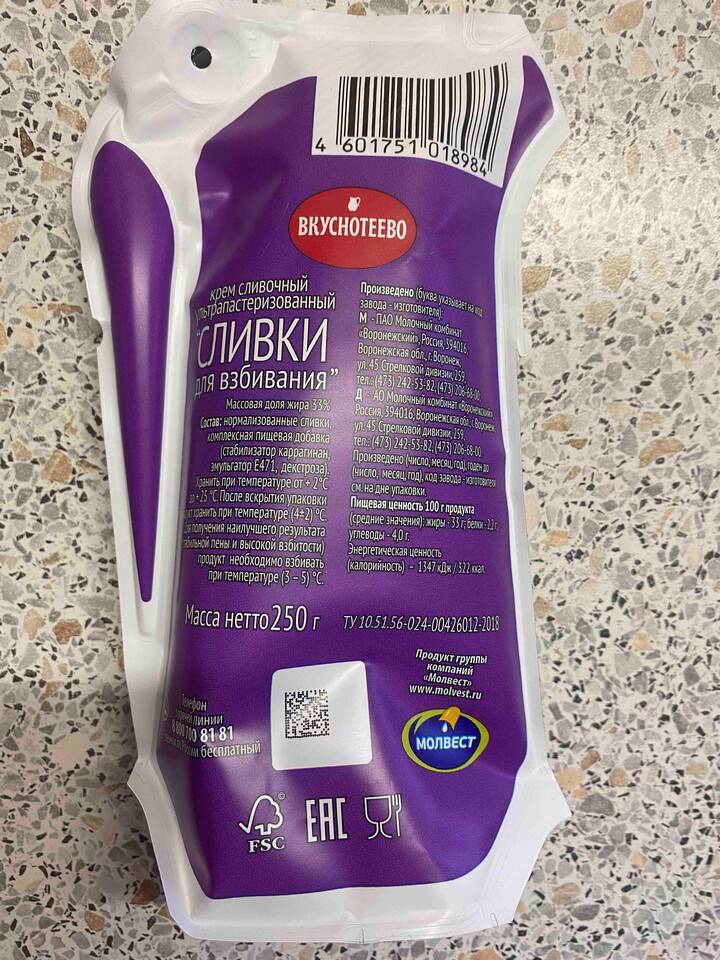 4 601751 018984
ВКУСНОТЕЕВО
крем сливочный
ультрапастеризованный
"СЛИВКИ
для взбивания"
Массовая доля жира 33%
Состав: нормализованные сливки,
комплексная пищевая добавка
(стабилизатор каррагинан,
эмульгатор Е471, декстроза).
Хранить при температуре от + 2°С
до + 25 °С. После вскрытия упаковки
хранить при температуре (4±2) °С.
Для получения наилучшего результата
(стабильной пены и высокой взбитости)
продукт необходимо взбивать
при температуре (3 – 5) °С.
Масса нетто 250 г
Произведено (буква указывает на код
завода - изготовителя):
М - ПАО Молочный комбинат
«Воронежский», Россия, 394016,
Воронежская обл., г. Воронеж,
ул. 45 Стрелковой дивизии, 259,
тел.: (473) 242-53-82, (473) 206-68-00
Д - АО Молочный комбинат «Воронежский»,
Россия, 394016, Воронежская обл., г. Воронеж,
ул. 45 Стрелковой дивизии, 259,
тел.: (473) 242-53-82, (473) 206-68-00
Произведено (число, месяц, год), годен до
(число, месяц, год), код завода - изготовителя
см. на дне упаковки.
Пищевая ценность 100 г продукта
(средние значения): жиры - 33 г; белки - 2,2 г,
углеводы - 4,0 г.
Энергетическая ценность
(калорийность) – 1347 кДж / 322 ккал
ТУ 10.51.56-024-00426012-2018
Продукт группы
компаний
«Молвест»
www.molvest.ru
МОЛВЕСТ
Телефон
горячей линии
8 800 700 81 81
Звонок по России бесплатный
FSC
ЕАС